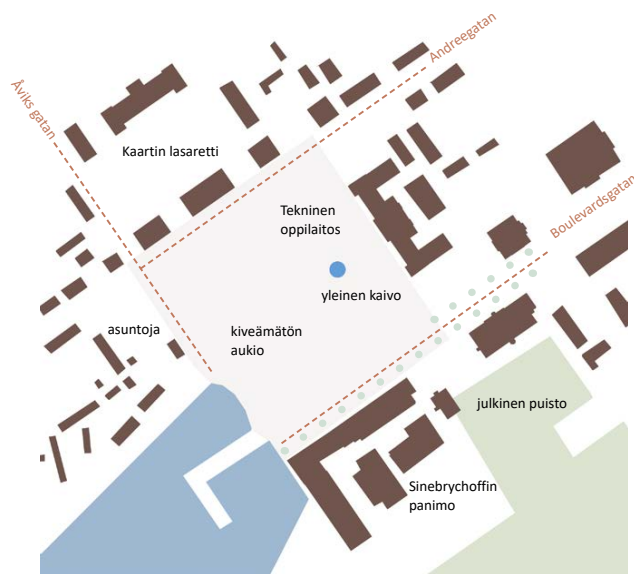 Åviks gatan
Andreegatan
Kaartin lasaretti
Tekninen
oppilaitos
Boulevardsgatan
yleinen kaivo
asuntoja
kiveämätön
aukio
julkinen puisto
Sinebrychoffin
panimo